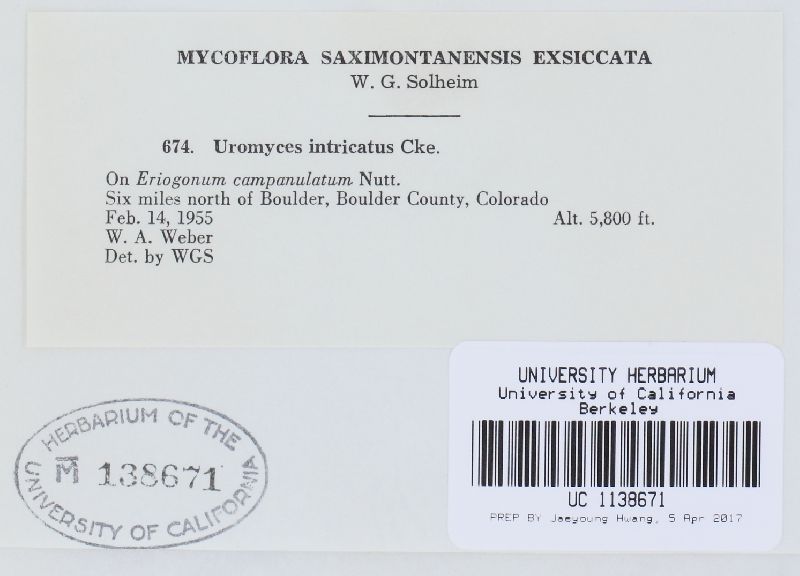 MYCOFLORA SAXIMONTANENSIS EXSICCATA
W. G. Solheim
674. Uromyces intricatus Cke.
On Eriogonum campanulatum Nutt.
Six miles north of Boulder, Boulder County, Colorado
Feb. 14, 1955 Alt. 5,800 ft.
W. A. Weber
Det. by WGS
UNIVERSITY HERBARIUM
University of California
Berkeley
UC 1138671
PREP BY Jaeyoung Hwang, 5 Apr 2017
HERBARIUM OF THE
M 138671
UNIVERSITY OF CALIFORNIA